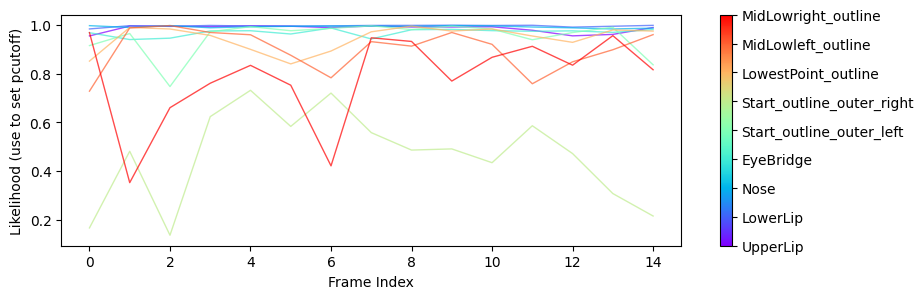 1.0
0.8
0.6
0.4
0.2
Likelihood (use to set pcutoff)
0 2 4 6 8 10 12 14
Frame Index
MidLowright_outline
MidLowleft_outline
LowestPoint_outline
Start_outline_outer_right
Start_outline_outer_left
EyeBridge
Nose
LowerLip
UpperLip